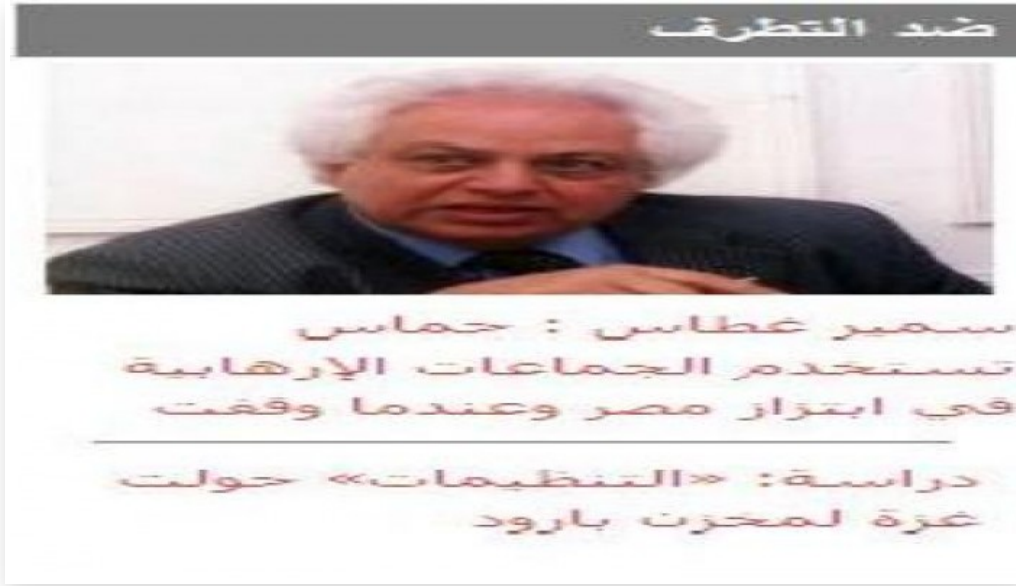 ضد التطرف
سمير غطاس : حماس
تستخدم الجماعات الإرهابية
في ابتزاز مصر وعندما وقفت
دراسة: «التنظيمات» حولت
غزة لمخزن بارود